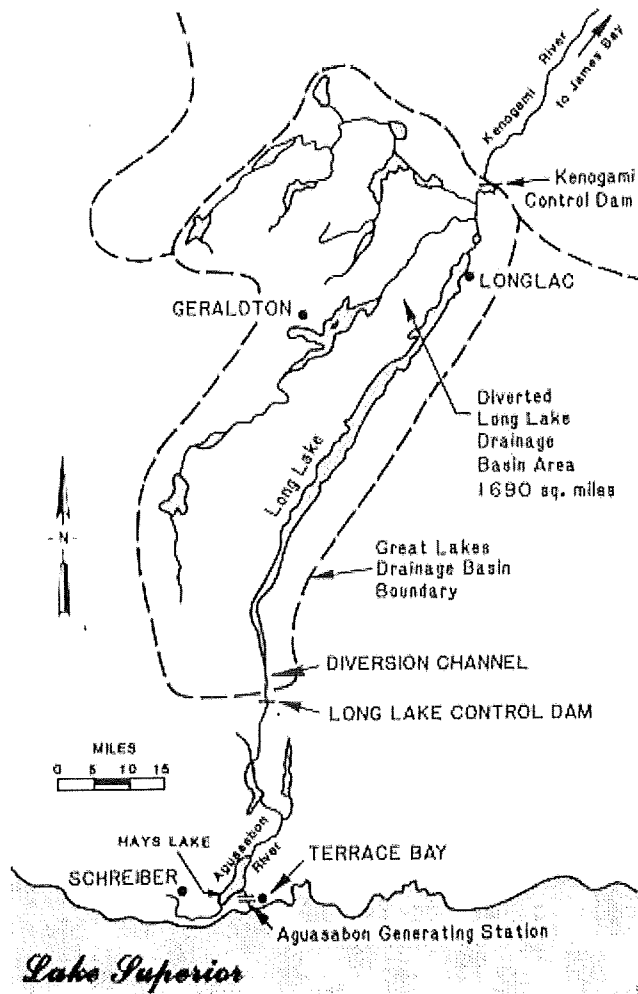 Kenogami River
to James Bay
Kenogami
Control Dam
LONGLAC
GERALDTON
Diverted
Long Lake
Drainage
Basin Area
1690 sq. miles
Long Lake
-N-
Great Lakes
Drainage Basin
Boundary
DIVERSION CHANNEL
LONG LAKE CONTROL DAM
MILES
0 5 10 15
HAYS LAKE
Aguasabon
River
SCHREIBER
TERRACE BAY
Aguasabon Generating Station
Lake Superior